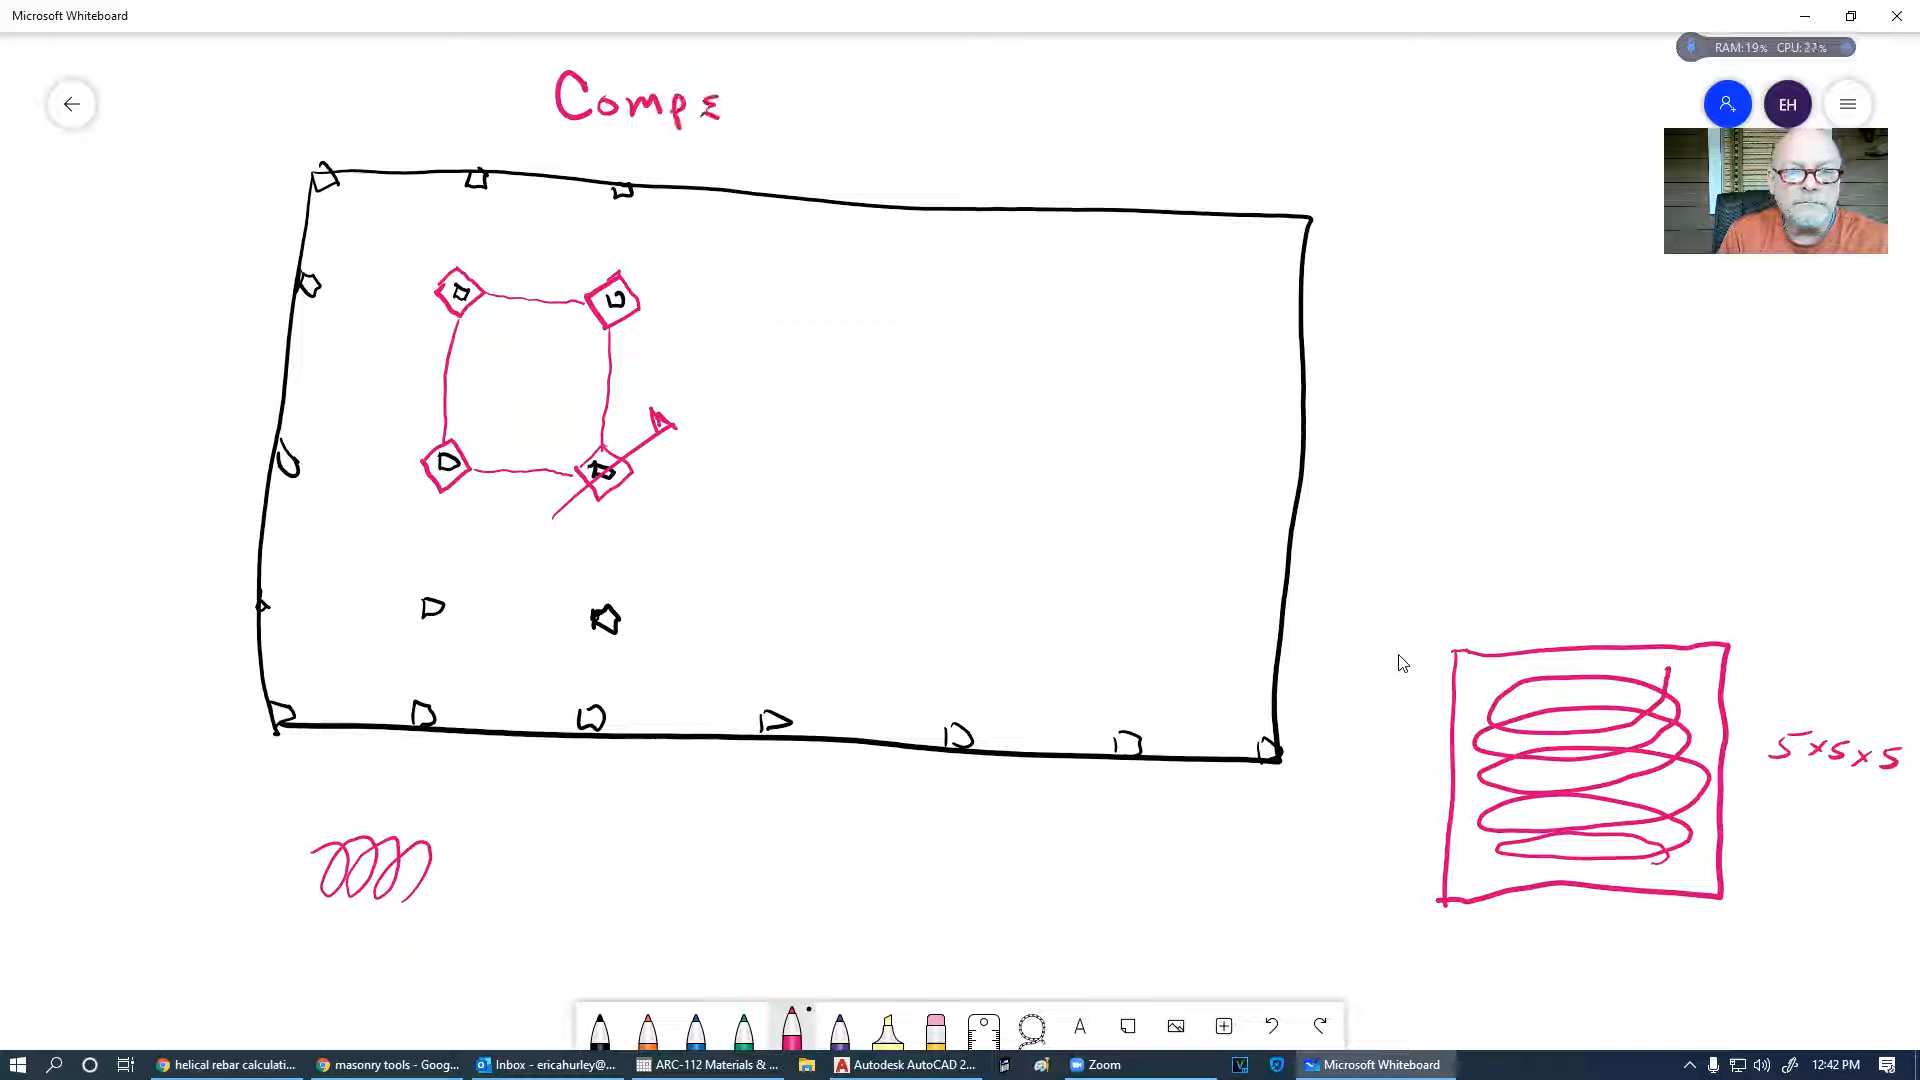 Microsoft Whiteboard
RAM:19% CPU:21%
Compε
EH
5x5x5
A
helical rebar calculati...
masonry tools - Goog...
Inbox - ericahurley@...
ARC-112 Materials & ...
Autodesk AutoCAD 2...
Zoom
Microsoft Whiteboard
12:42 PM